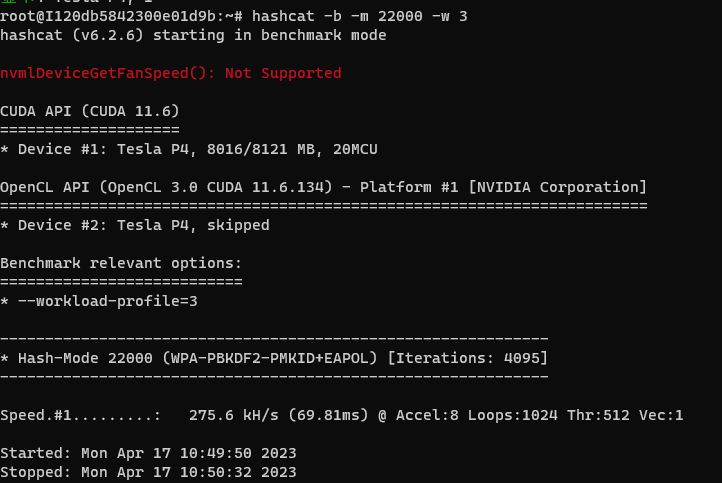 root@I120db5842300e01d9b:~# hashcat -b -m 22000 -w 3
hashcat (v6.2.6) starting in benchmark mode
nvmlDeviceGetFanSpeed(): Not Supported
CUDA API (CUDA 11.6)
====================
* Device #1: Tesla P4, 8016/8121 MB, 20MCU
OpenCL API (OpenCL 3.0 CUDA 11.6.134) - Platform #1 [NVIDIA Corporation]
========================================================================
* Device #2: Tesla P4, skipped
Benchmark relevant options:
===========================
* --workload-profile=3
-------------------------------------------------------------
* Hash-Mode 22000 (WPA-PBKDF2-PMKID+EAPOL) [Iterations: 4095]
-------------------------------------------------------------
Speed.#1.........:   275.6 kH/s (69.81ms) @ Accel:8 Loops:1024 Thr:512 Vec:1
Started: Mon Apr 17 10:49:50 2023
Stopped: Mon Apr 17 10:50:32 2023